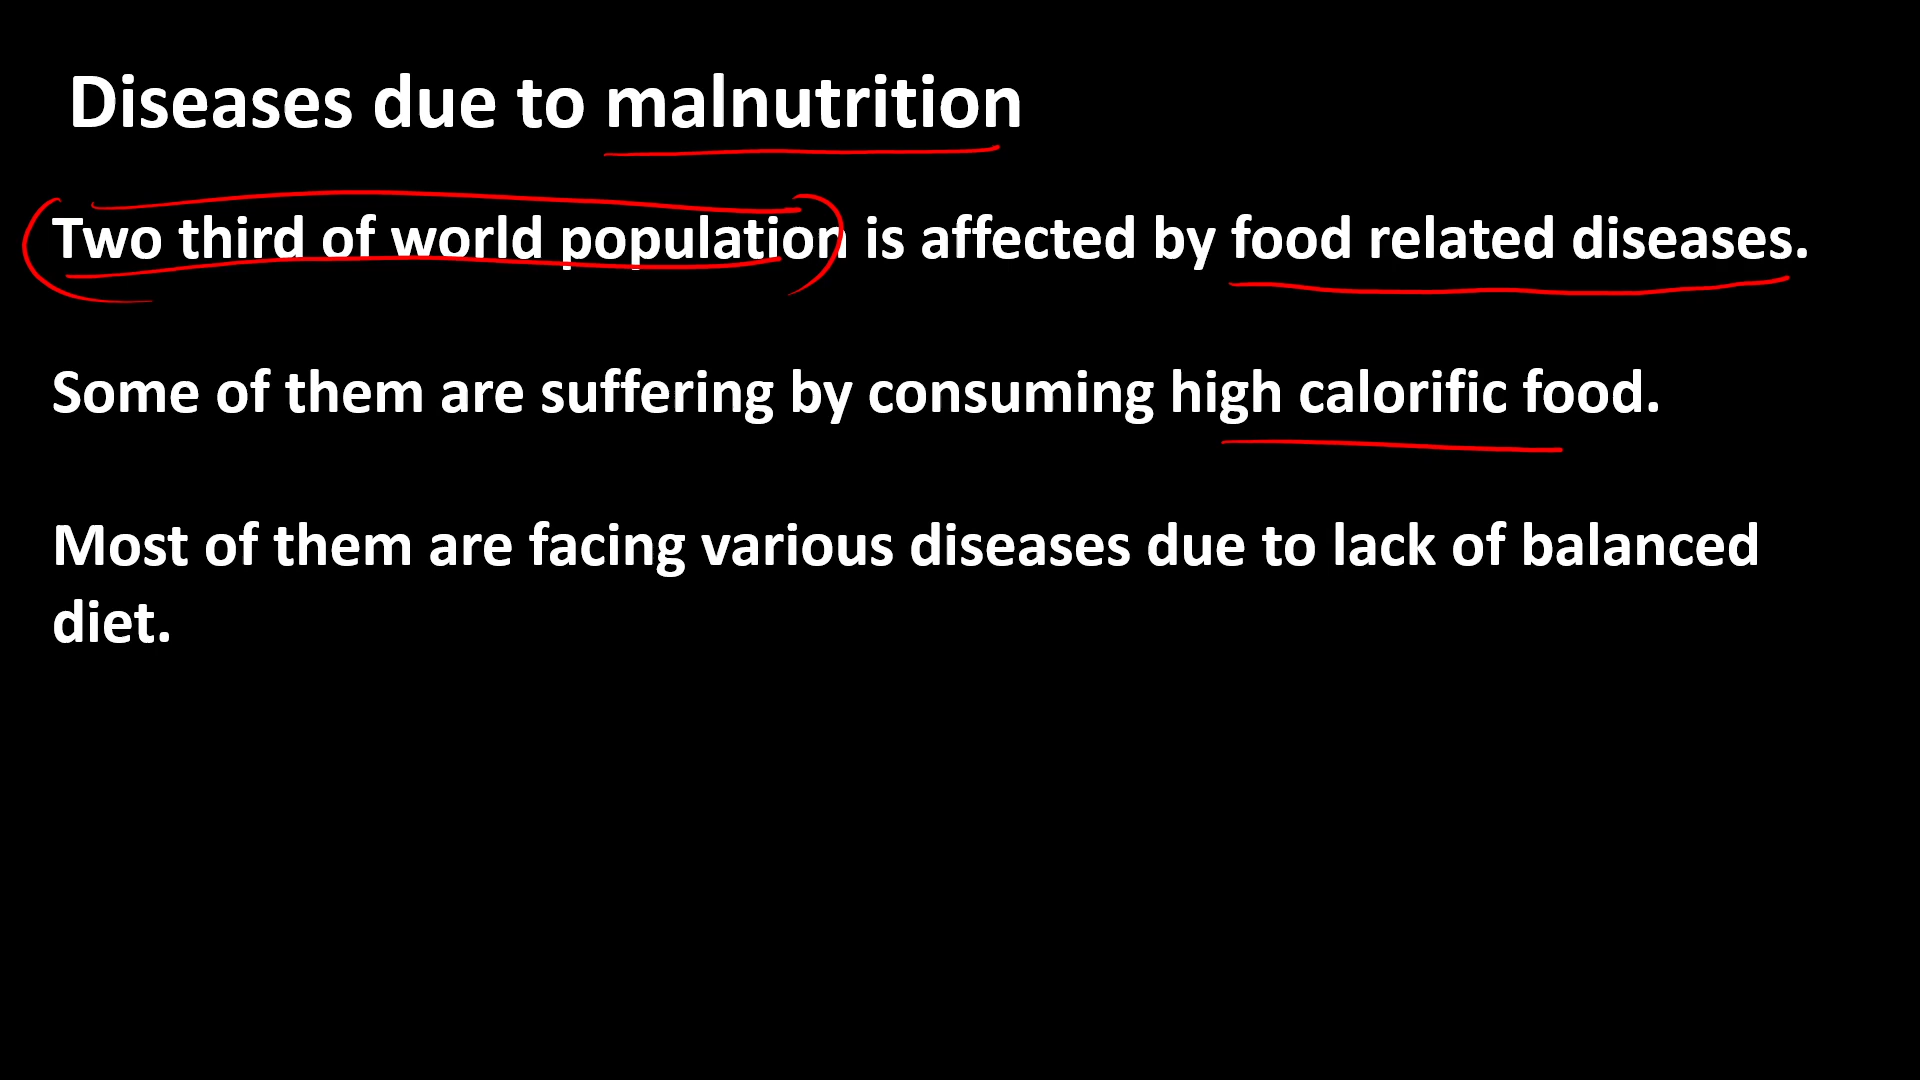 Diseases due to malnutrition
Two third of world population is affected by food related diseases.
Some of them are suffering by consuming high calorific food.
Most of them are facing various diseases due to lack of balanced
diet.